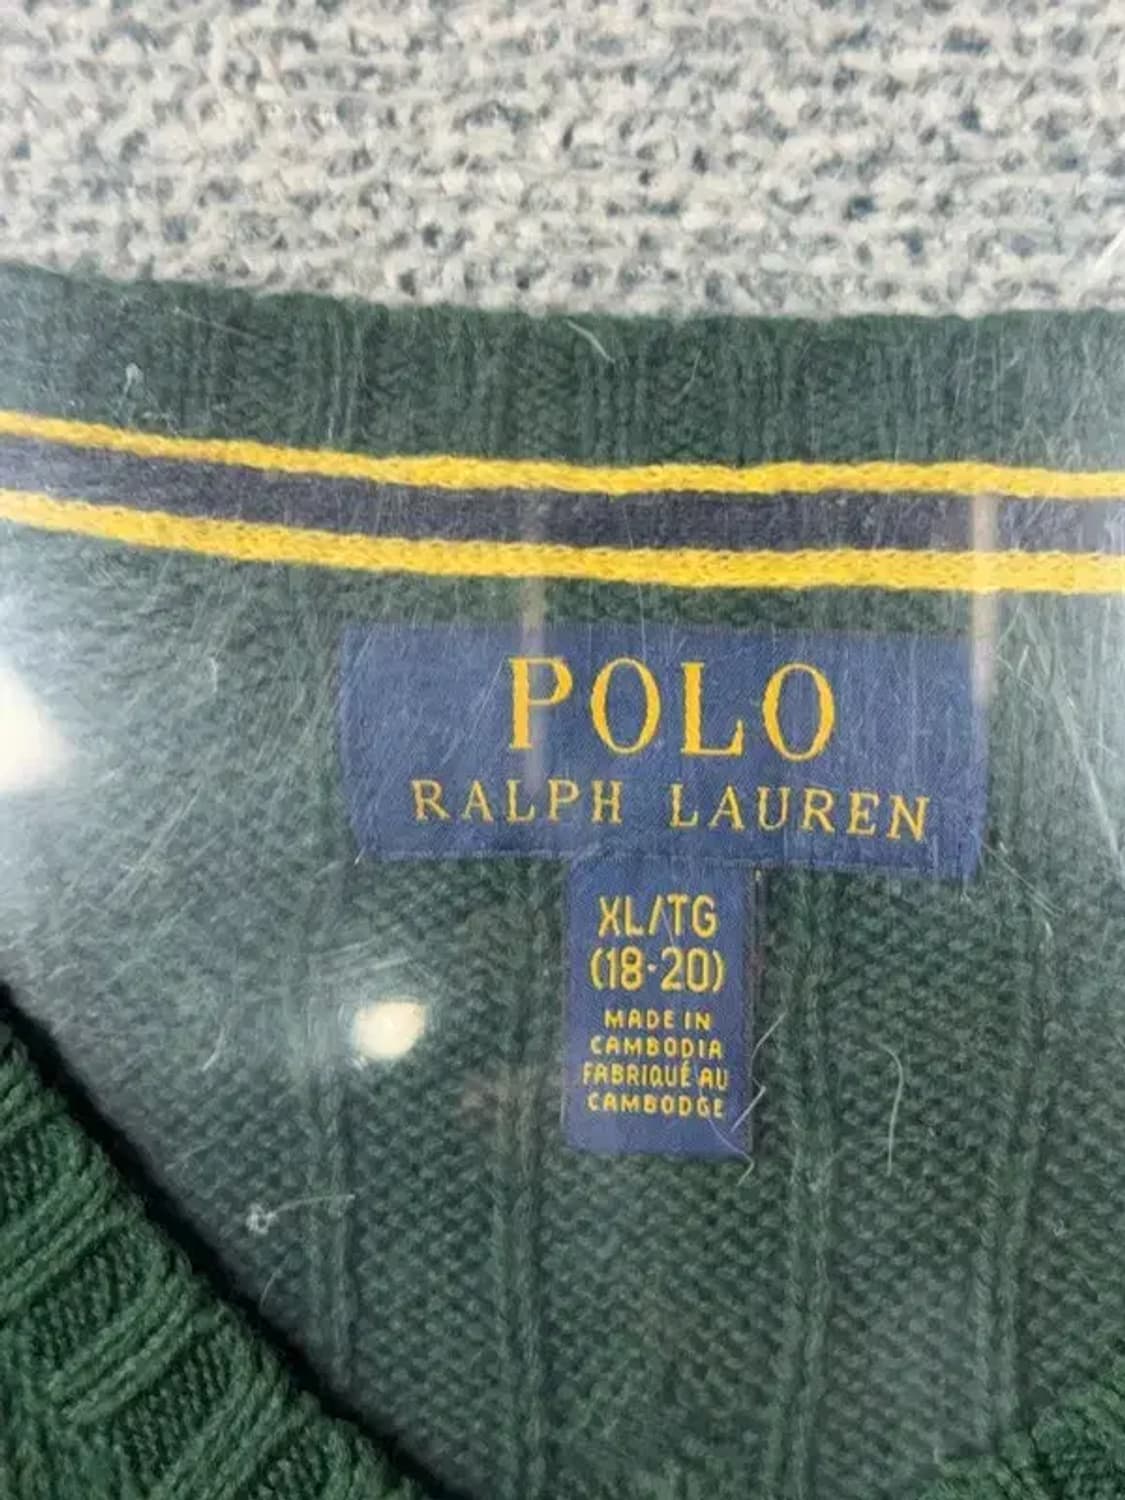 POLO
RALPH LAUREN
XL/TG
(18-20)
MADE IN
CAMBODIA
FABRIQUÉ AU
CAMBODGE